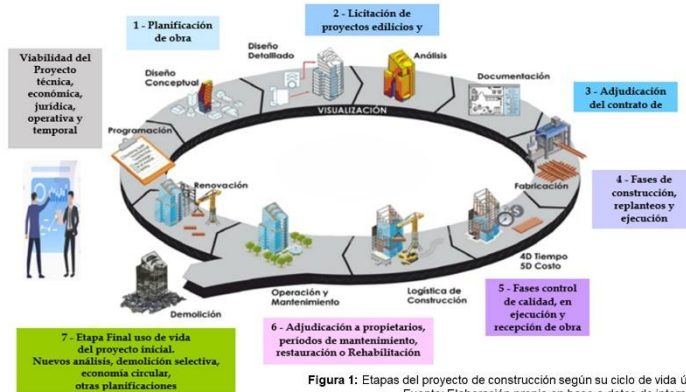 1 - Planificación
de obra
2 - Licitación de
proyectos edilicios y
Viabilidad del
Proyecto
técnica,
económica,
jurídica,
operativa y
temporal
Diseño
Conceptual
Diseño
Detalllado
Análisis
Documentación
VISUALIZACIÓN
3 - Adjudicación
del contrato de
Programación
4 - Fases de
construcción,
replanteos y
ejecución
Fabricación
Renovación
4D Tiempo
5D Costo
Logística de
Construcción
Operación y
Mantenimiento
Demolición
5 - Fases control
de calidad, en
ejecución y
recepción de obra
6 - Adjudicación a propietarios,
períodos de mantenimiento,
restauración o Rehabilitación
7 - Etapa Final uso de vida
del proyecto inicial.
Nuevos análisis, demolición selectiva,
economía circular,
otras planificaciones
Figura 1: Etapas del proyecto de construcción según su ciclo de vida ú